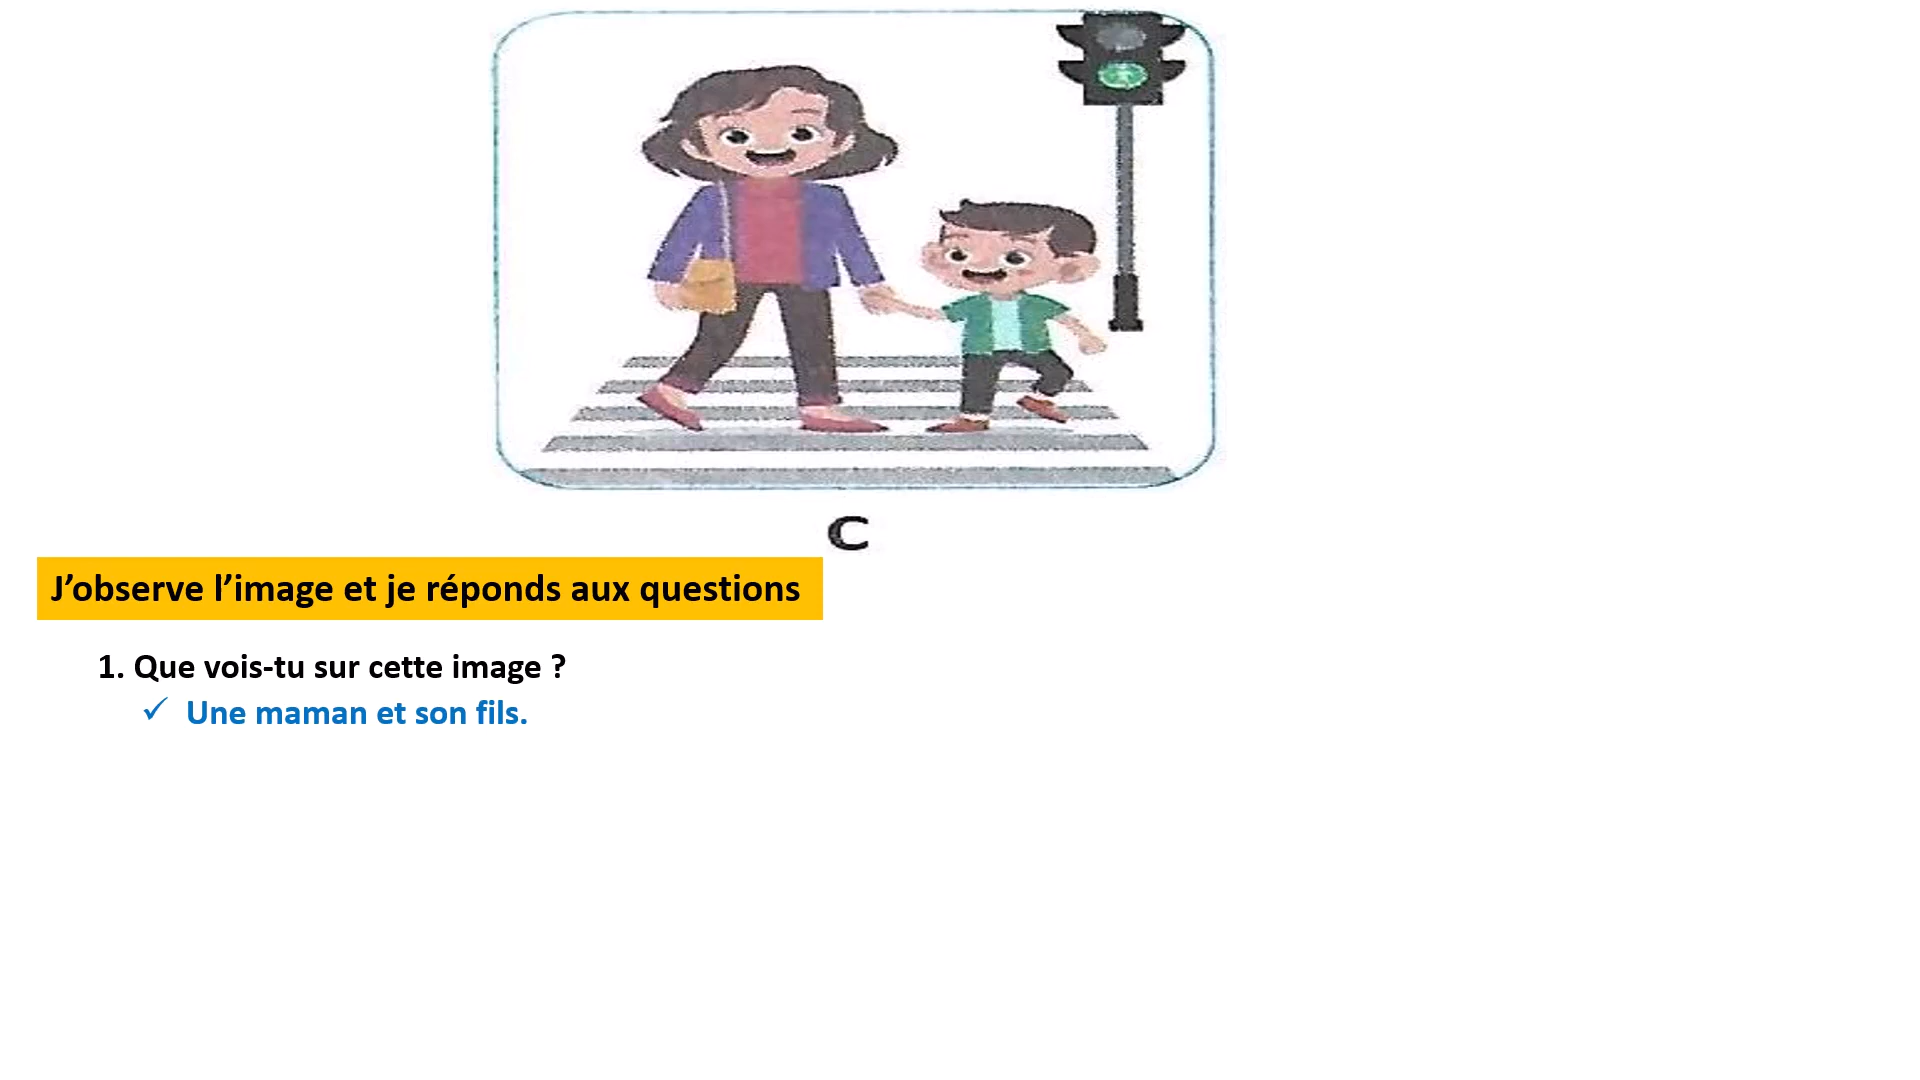 C
J’observe l’image et je réponds aux questions
1. Que vois-tu sur cette image ?
✓ Une maman et son fils.